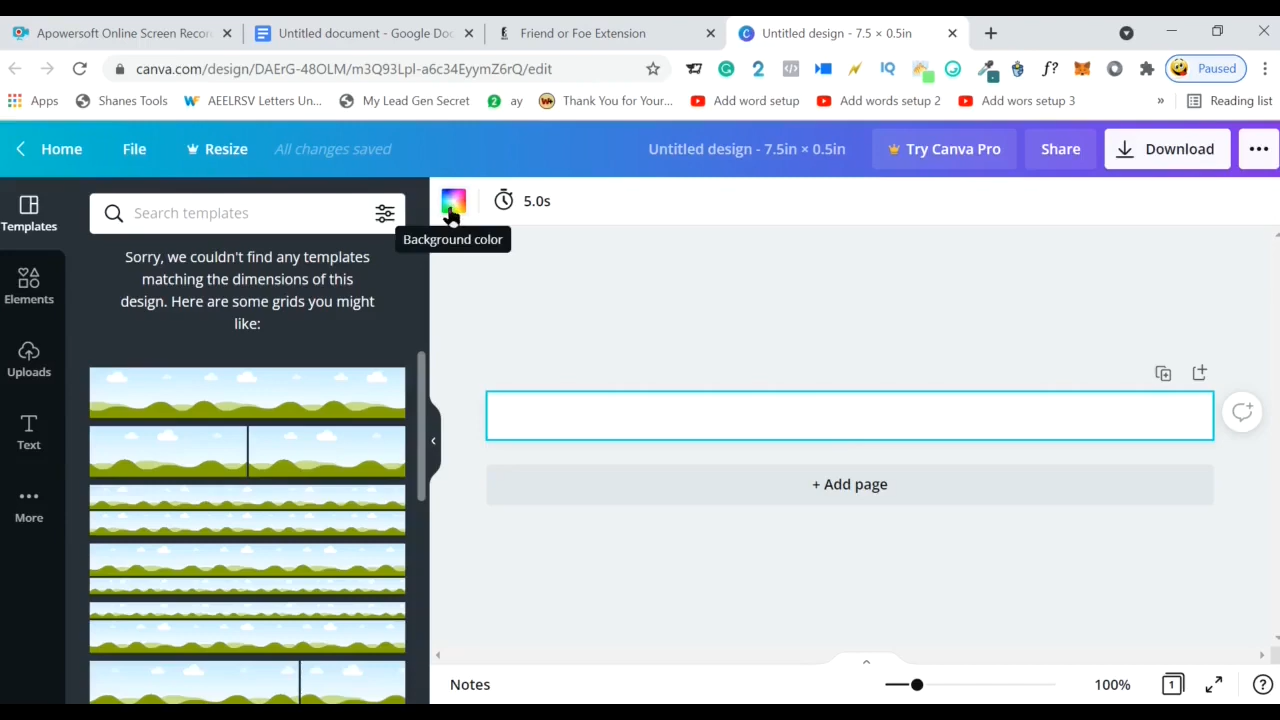 Apowersoft Online Screen Recor
Untitled document - Google Doc
Friend or Foe Extension
Untitled design - 7.5 × 0.5in
canva.com/design/DAErG-48OLM/m3Q93Lpl-a6c34EyymZ6rQ/edit
2
IQ
f?
Paused
Apps
Shanes Tools
WF
AEELRSV Letters Un...
My Lead Gen Secret
2
ay
Thank You for Your...
Add word setup
Add words setup 2
Add wors setup 3
»
Reading list
Home
File
Resize
All changes saved
Untitled design - 7.5in × 0.5in
Try Canva Pro
Share
Download
Templates
Search templates
5.0s
Background color
Sorry, we couldn't find any templates
matching the dimensions of this
design. Here are some grids you might
like:
Elements
Uploads
Text
More
+ Add page
Notes
100%
1
?